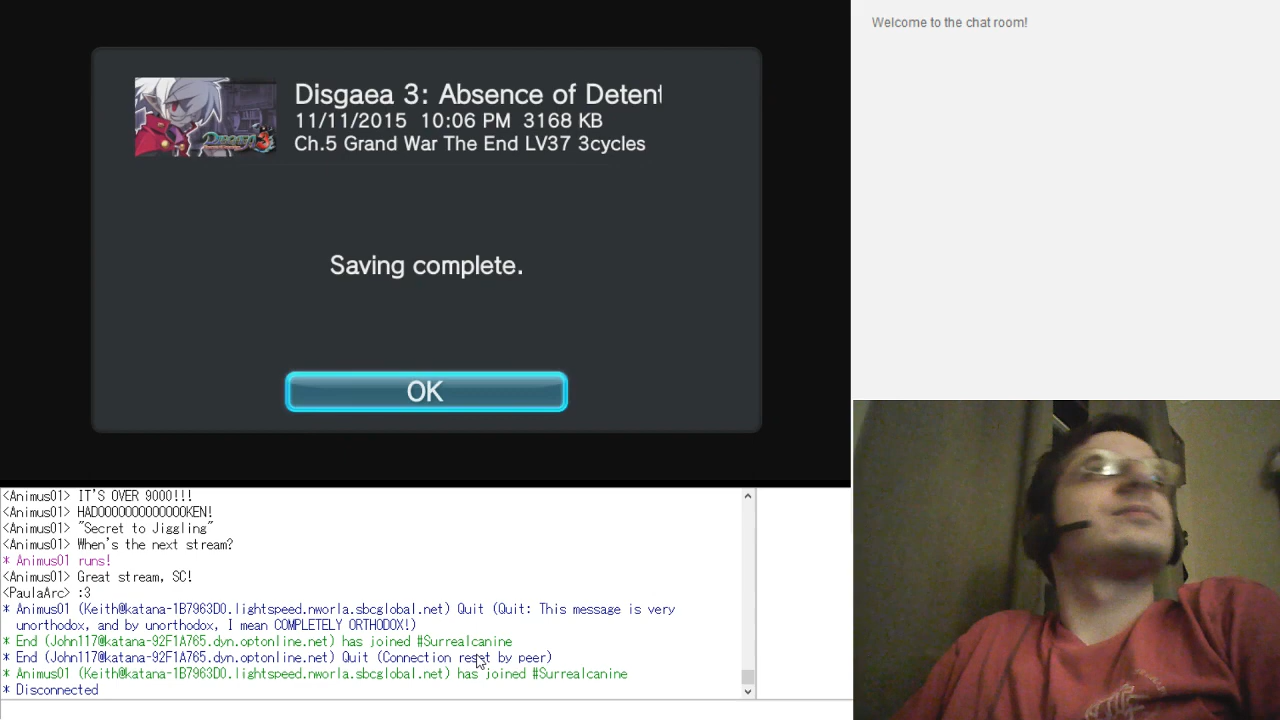 Welcome to the chat room!
Disgaea 3: Absence of Detent
11/11/2015 10:06 PM 3168 KB
Ch.5 Grand War The End LV37 3cycles
DISGAEA 3
Saving complete.
OK
<Animus01> IT'S OVER 9000!!!
<Animus01> HADOOOOOOOOOOOOKEN!
<Animus01> "Secret to Jiggling"
<Animus01> When's the next stream?
* Animus01 runs!
<Animus01> Great stream, SC!
<PaulaArc> :3
* Animus01 (Keith@katana-1B7963D0.lightspeed.nworla.sbcglobal.net) Quit (Quit: This message is very
unorthodox, and by unorthodox, I mean COMPLETELY ORTHODOX!)
* End (John117@katana-92F1A765.dyn.optonline.net) has joined #Surrealcanine
* End (John117@katana-92F1A765.dyn.optonline.net) Quit (Connection reset by peer)
* Animus01 (Keith@katana-1B7963D0.lightspeed.nworla.sbcglobal.net) has joined #Surrealcanine
* Disconnected